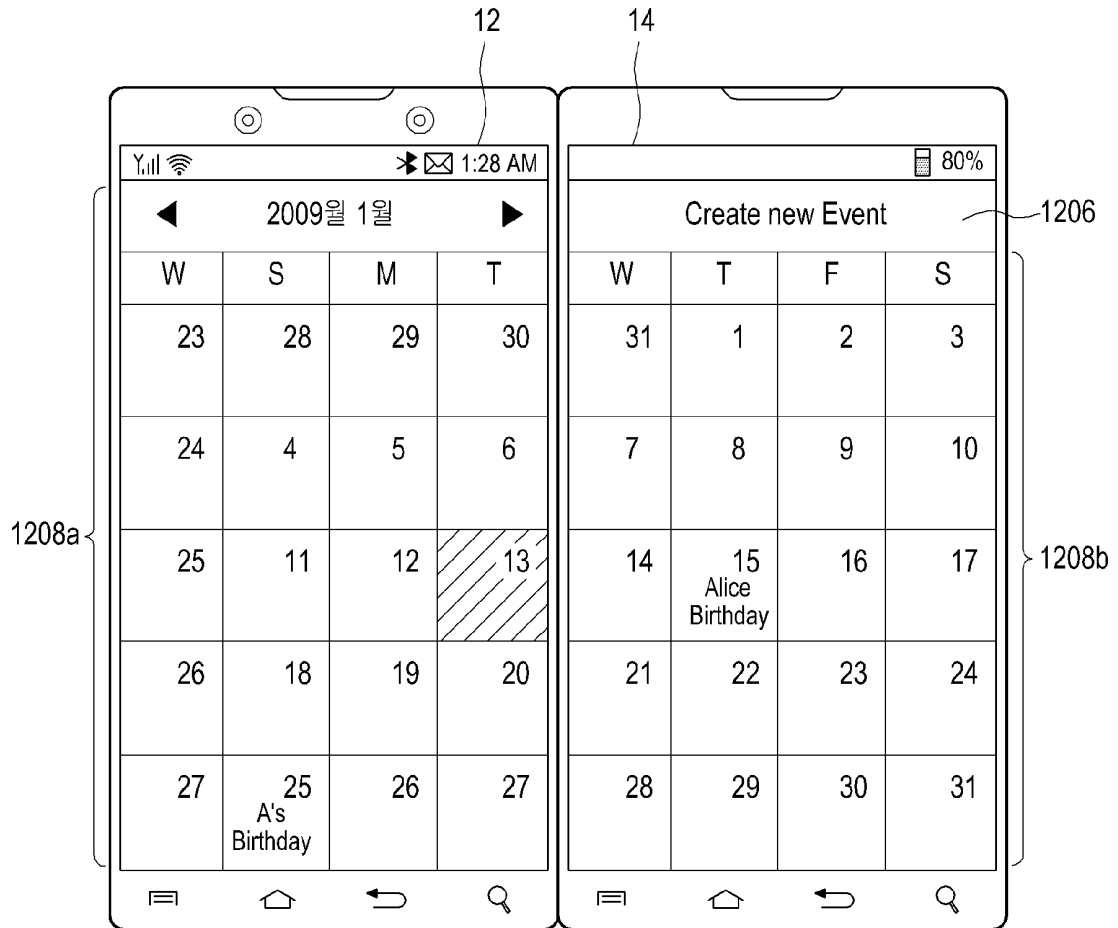 12 14
1:28 AM 80%
2009월 1월 Create new Event 1206
W S M T W T F S
23 28 29 30 31 1 2 3
24 4 5 6 7 8 9 10
1208a 25 11 12 13 14 15 16 17 1208b
Alice
Birthday
26 18 19 20 21 22 23 24
27 25 26 27 28 29 30 31
A's
Birthday